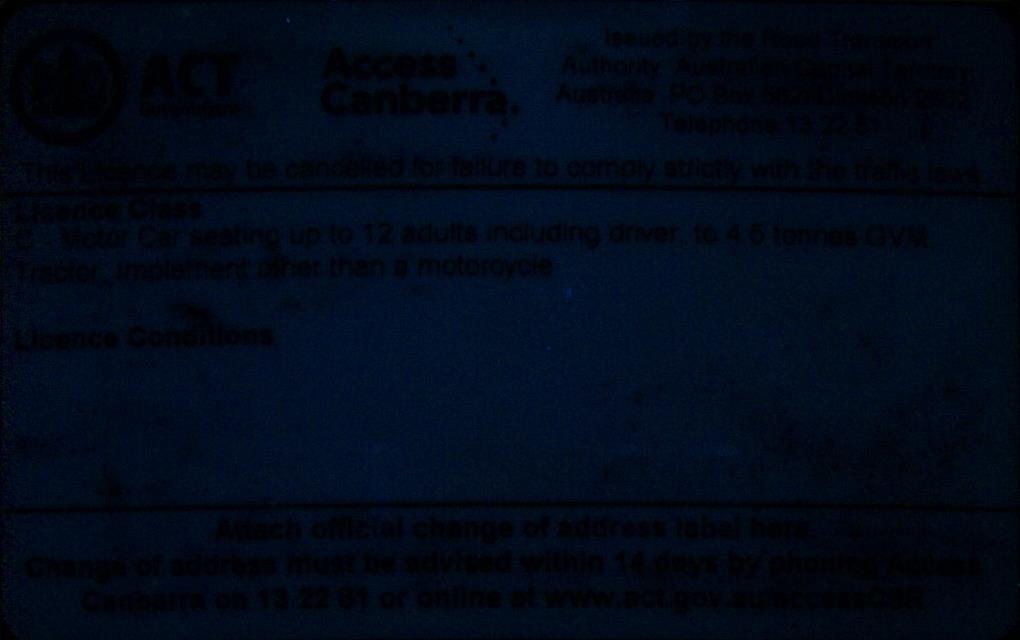 ACT
Government
Access
Canberra.
Issued by the Road Transport
Authority Australian Capital Territory
Australia PO Box 582 Dickson 2602
Telephone 13 22 81
This Licence may be cancelled for failure to comply strictly with the traffic laws
Licence Class
C - Motor Car seating up to 12 adults including driver, to 4.5 tonnes GVM,
Tractor, Implement other than a motorcycle
Licence Conditions
Attach official change of address label here.
Change of address must be advised within 14 days by phoning Access
Canberra on 13 22 81 or online at www.act.gov.au/accessCBR